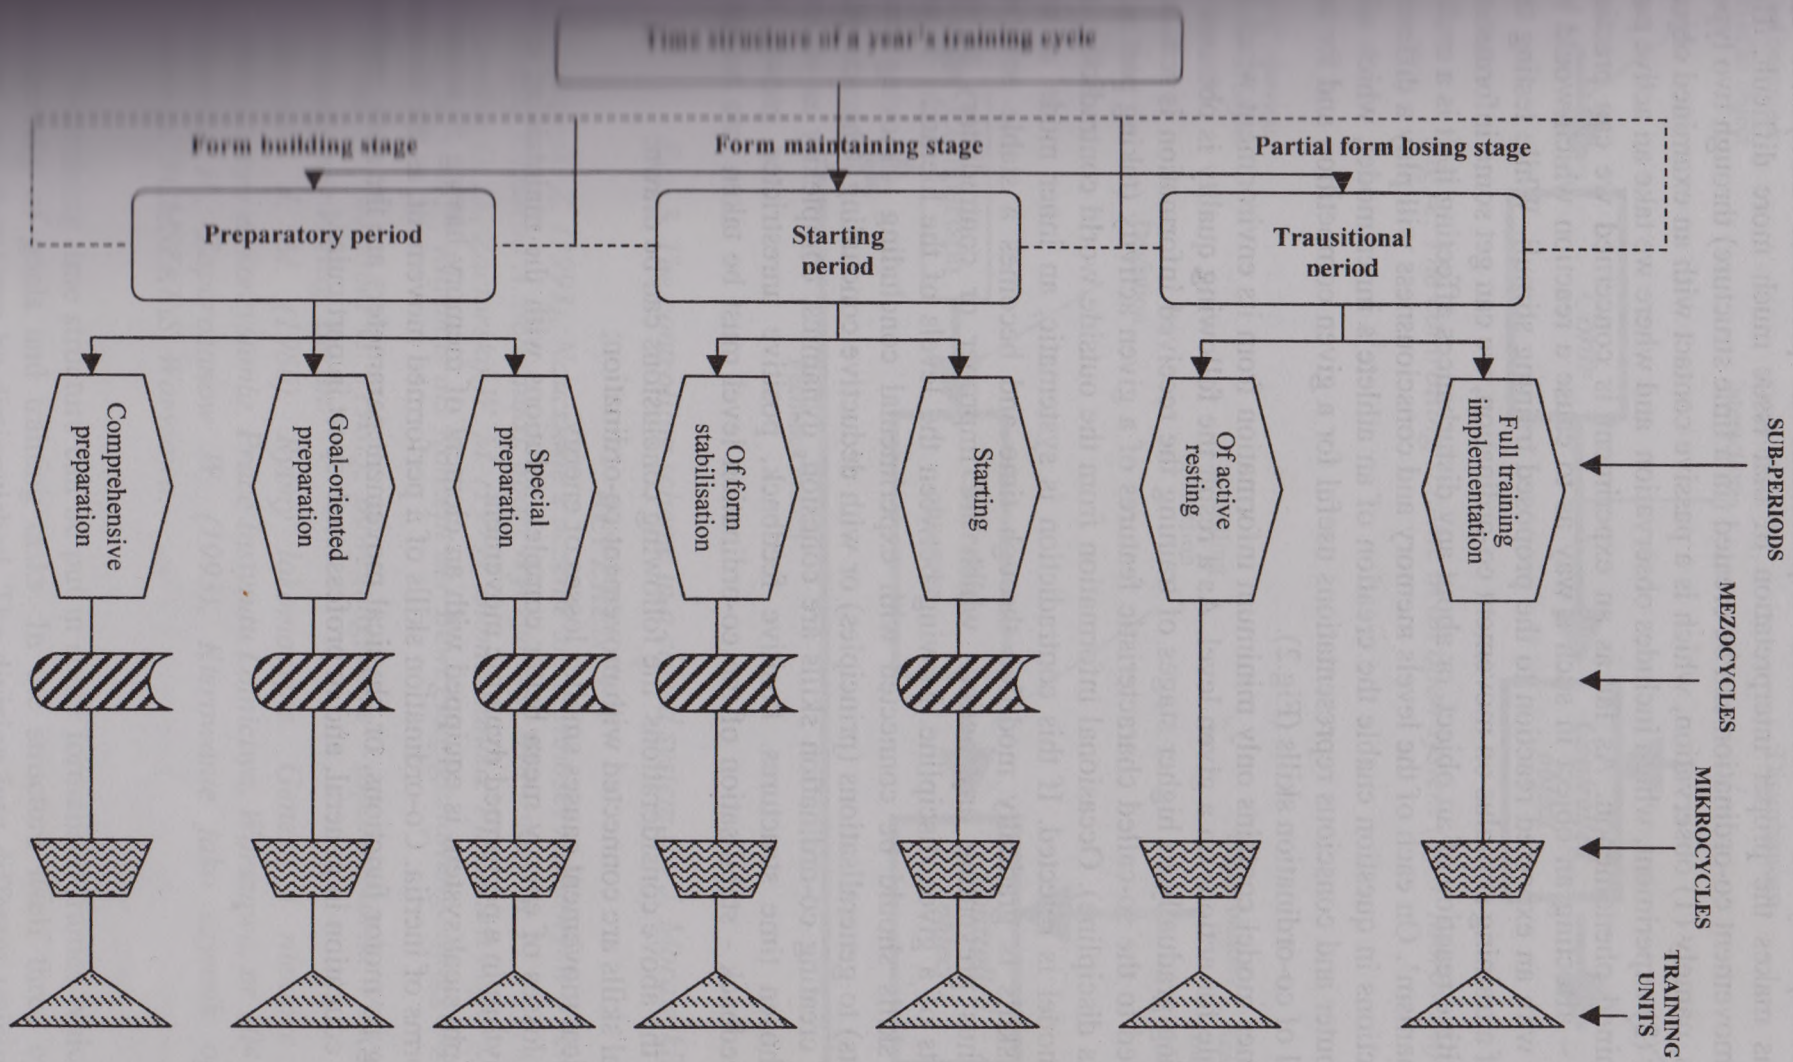 Time structure of a year's training cycle
Form building stage
Form maintaining stage
Partial form losing stage
Preparatory period
Starting
period
Trausitional
period
Comprehensive
preparation
Goal-oriented
preparation
Special
preparation
Of form
stabilisation
Starting
Of active
resting
Full training
implementation
SUB-PERIODS
MEZOCYCLES
MIKROCYCLES
TRAINING
UNITS